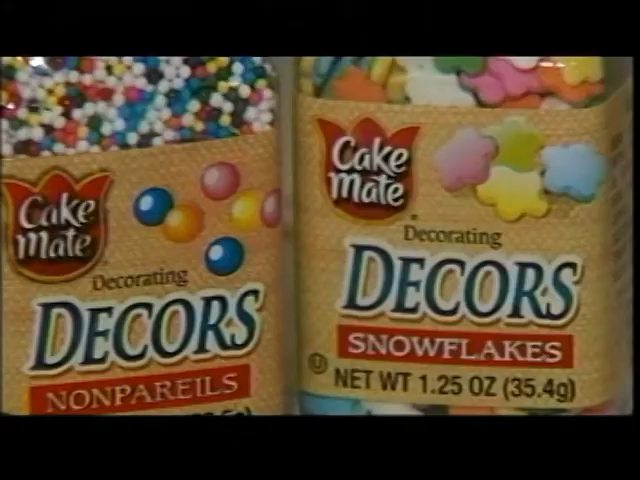 Cake
Mate
Decorating
DECORS
NONPAREILS
Cake
Mate
Decorating
DECORS
SNOWFLAKES
U
NET WT 1.25 OZ (35.4g)